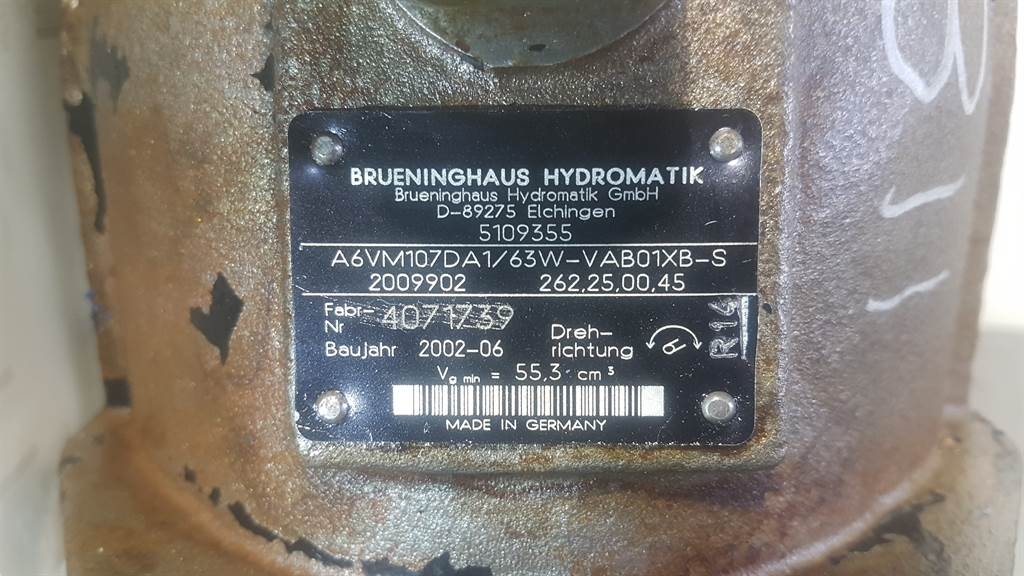 BRUENINGHAUS HYDROMATIK
Brueninghaus Hydromatik GmbH
D-89275 Elchingen
5109355
A6VM107DA1/63W-VAB01XB-S
2009902 262,25,00,45
Fabr-
Nr 4071739
Dreh-
richtung
R14
Baujahr 2002-06
Vg min = 55,3 cm³
MADE IN GERMANY